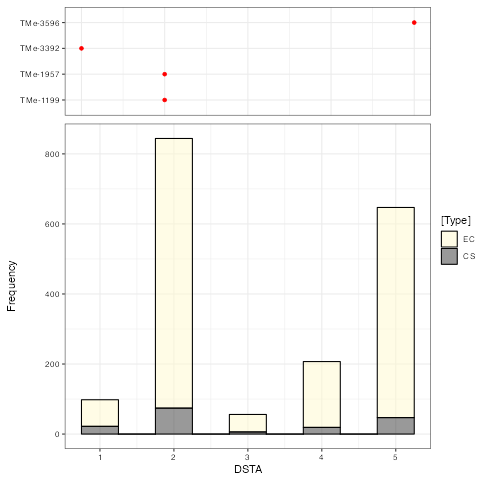 TMe-3596
TMe-3392
TMe-1957
TMe-1199
800
600
400
200
0
Frequency
1 2 3 4 5
DSTA
[Type]
EC
CS